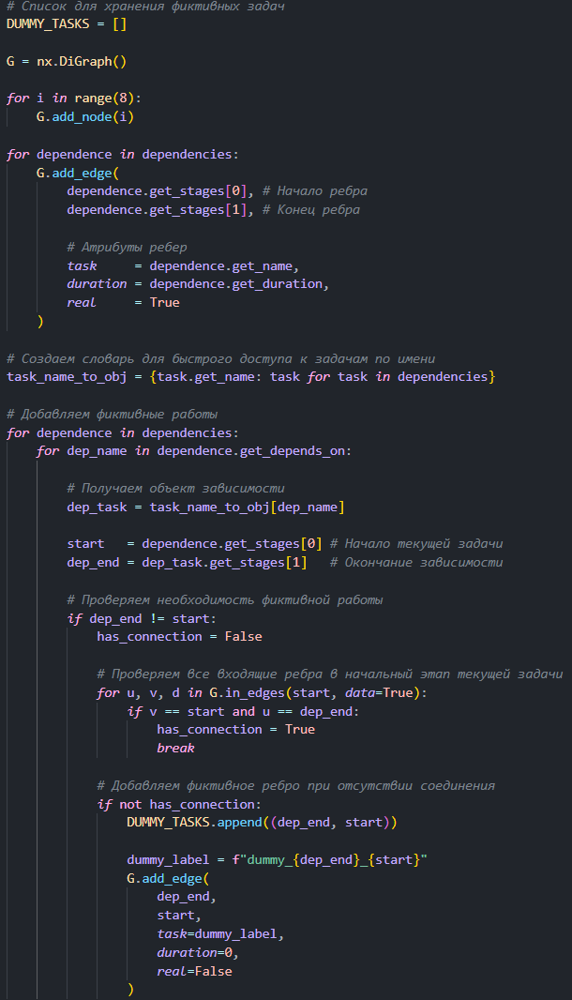 # Список для хранения фиктивных задач
DUMMY_TASKS = []

G = nx.DiGraph()

for i in range(8):
    G.add_node(i)

for dependence in dependencies:
    G.add_edge(
        dependence.get_stages[0], # Начало ребра
        dependence.get_stages[1], # Конец ребра

        # Атрибуты ребер
        task     = dependence.get_name,
        duration = dependence.get_duration,
        real     = True
    )

# Создаем словарь для быстрого доступа к задачам по имени
task_name_to_obj = {task.get_name: task for task in dependencies}

# Добавляем фиктивные работы
for dependence in dependencies:
    for dep_name in dependence.get_depends_on:

        # Получаем объект зависимости
        dep_task = task_name_to_obj[dep_name]

        start   = dependence.get_stages[0] # Начало текущей задачи
        dep_end = dep_task.get_stages[1]   # Окончание зависимости

        # Проверяем необходимость фиктивной работы
        if dep_end != start:
            has_connection = False

            # Проверяем все входящие ребра в начальный этап текущей задачи
            for u, v, d in G.in_edges(start, data=True):
                if v == start and u == dep_end:
                    has_connection = True
                    break

            # Добавляем фиктивное ребро при отсутствии соединения
            if not has_connection:
                DUMMY_TASKS.append((dep_end, start))

                dummy_label = f"dummy_{dep_end}_{start}"
                G.add_edge(
                    dep_end,
                    start,
                    task=dummy_label,
                    duration=0,
                    real=False
                )